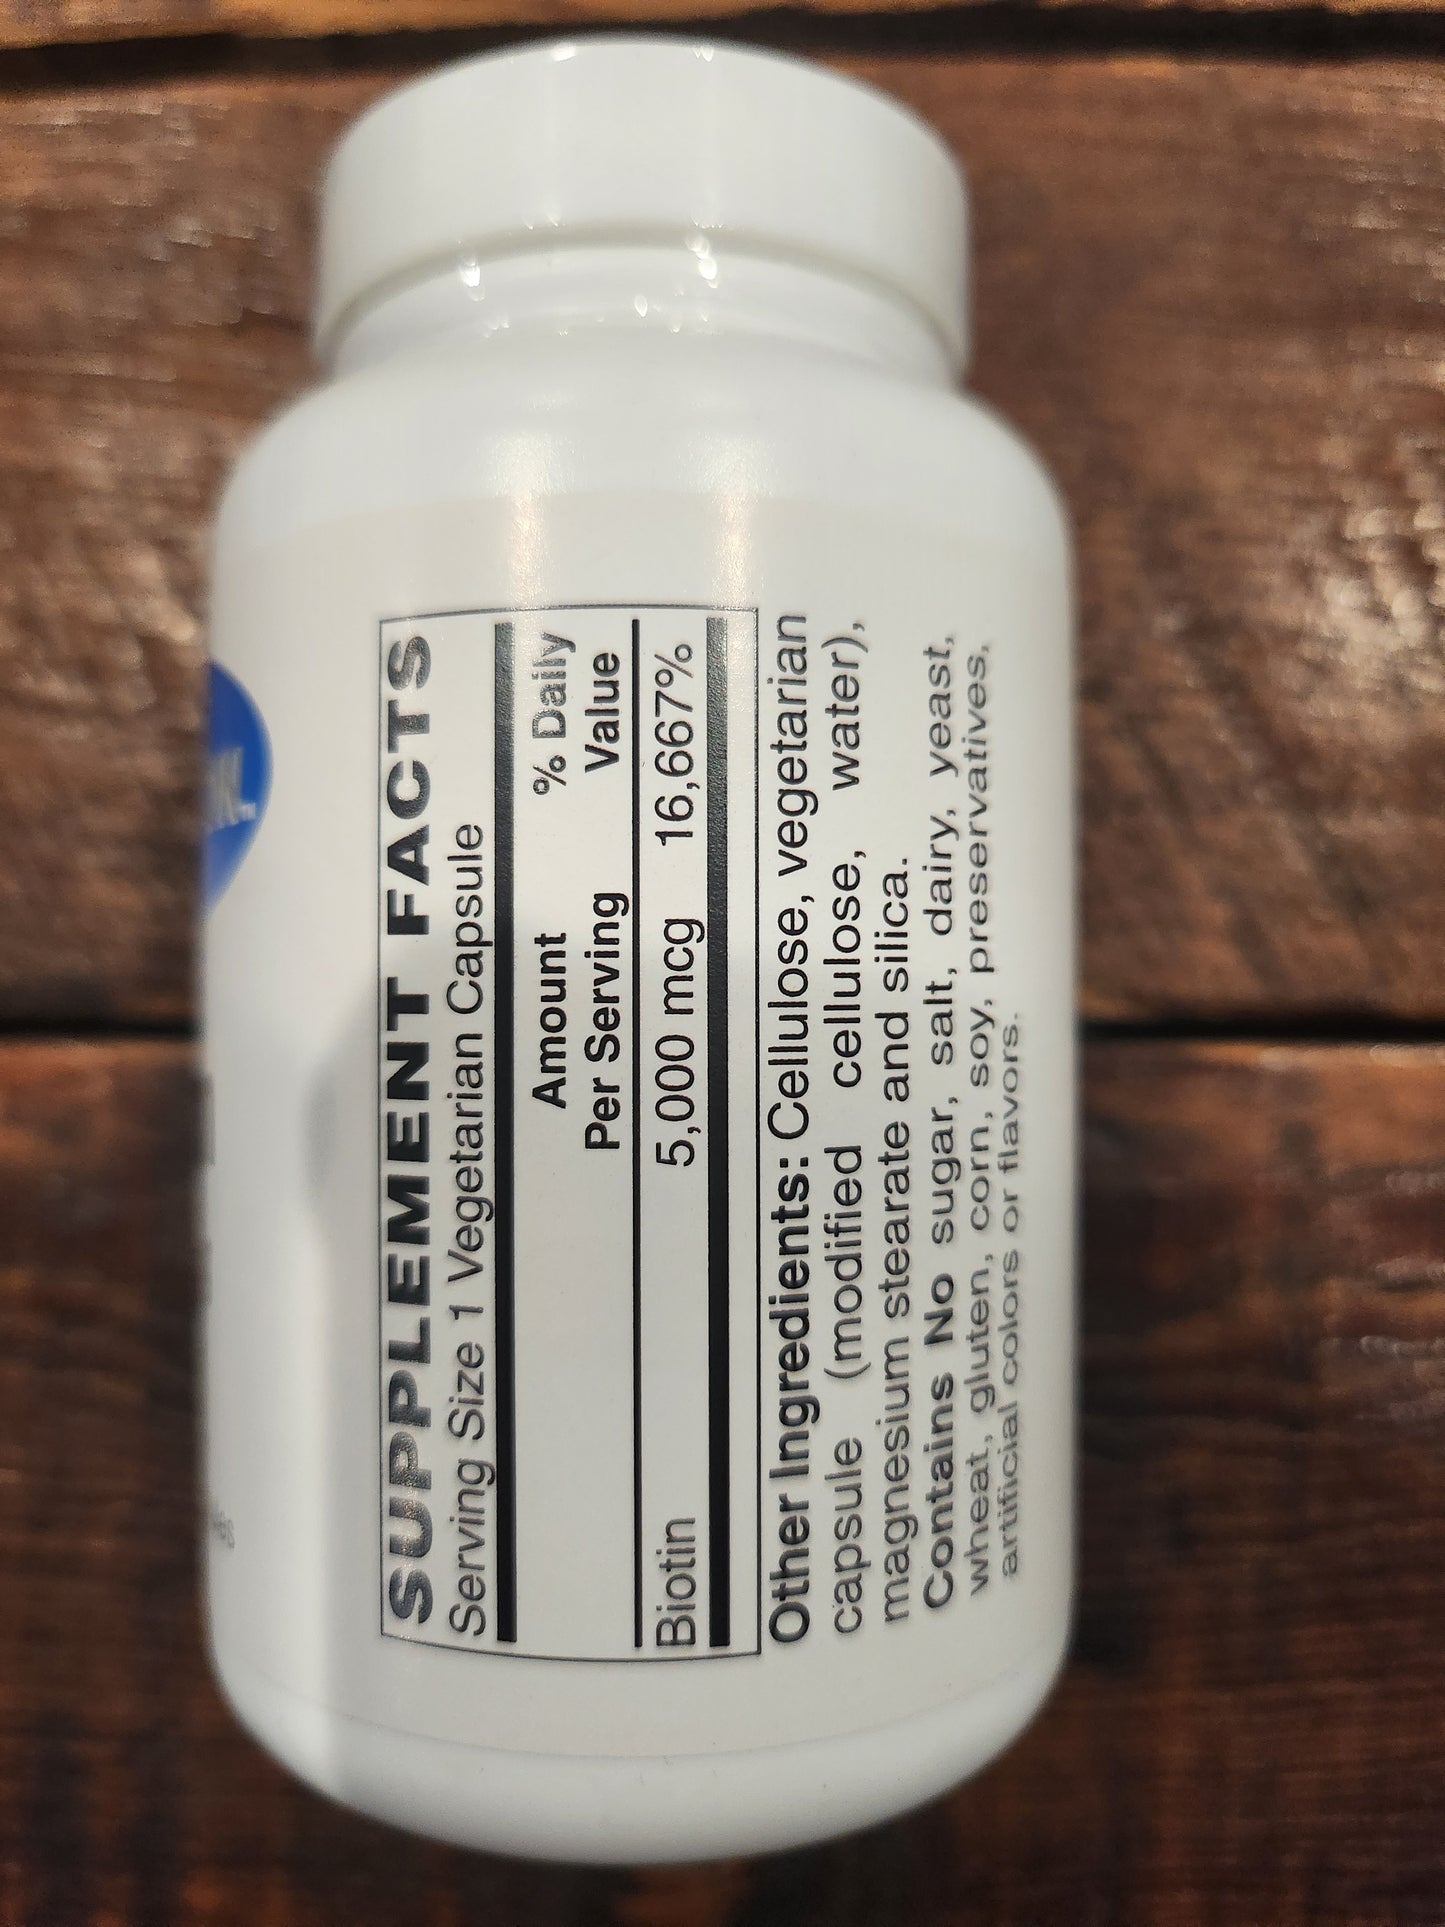 SUPPLEMENT FACTS
Serving Size 1 Vegetarian Capsule
Amount % Daily
Per Serving Value
Biotin 5,000 mcg 16,667%
Other Ingredients: Cellulose, vegetarian
capsule (modified cellulose, water),
magnesium stearate and silica.
Contains No sugar, salt, dairy, yeast,
wheat, gluten, corn, soy, preservatives,
artificial colors or flavors.